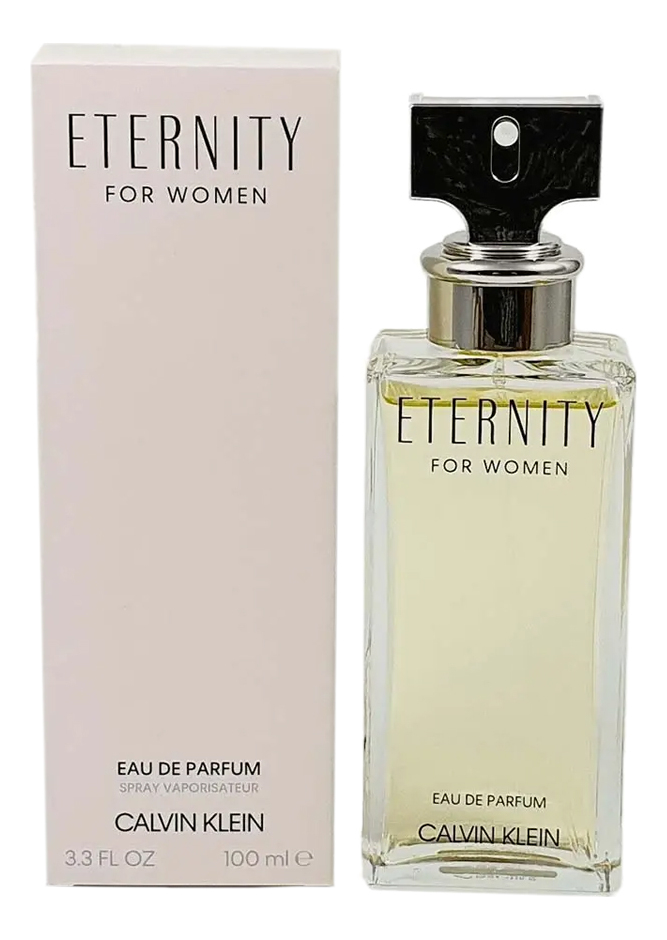 ETERNITY
FOR WOMEN
EAU DE PARFUM
SPRAY VAPORISATEUR
CALVIN KLEIN
3.3 FL OZ 100 ml ℮
ETERNITY
FOR WOMEN
EAU DE PARFUM
CALVIN KLEIN